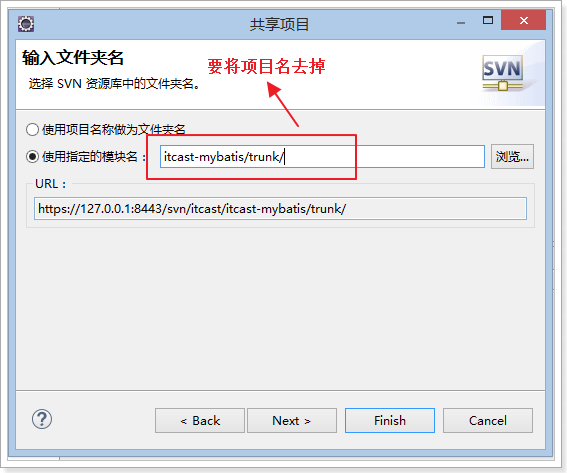 共享项目
输入文件夹名
选择 SVN 资源库中的文件夹名。
要将项目名去掉
SVN
使用项目名称做为文件夹名
使用指定的模块名： itcast-mybatis/trunk/ 浏览...
URL：
https://127.0.0.1:8443/svn/itcast/itcast-mybatis/trunk/
? < Back Next > Finish Cancel